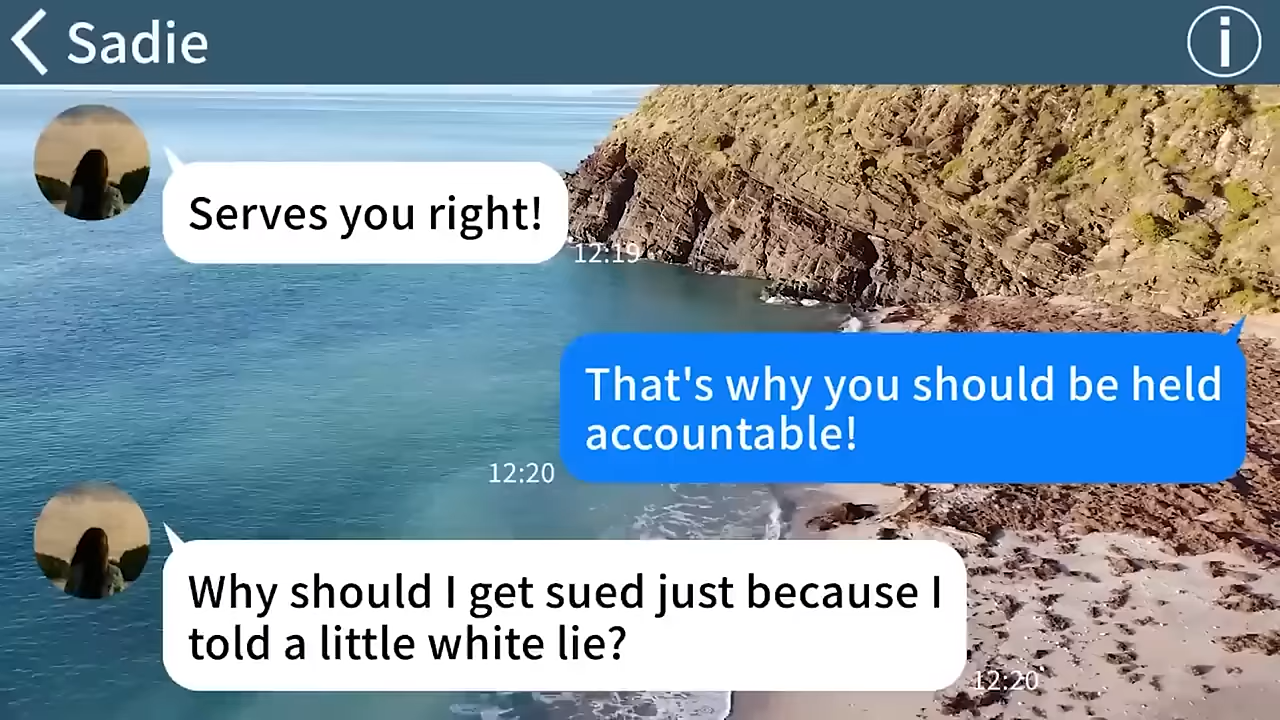 Sadie
Serves you right!
12:19
That's why you should be held
accountable!
12:20
Why should I get sued just because I
told a little white lie?
12:20